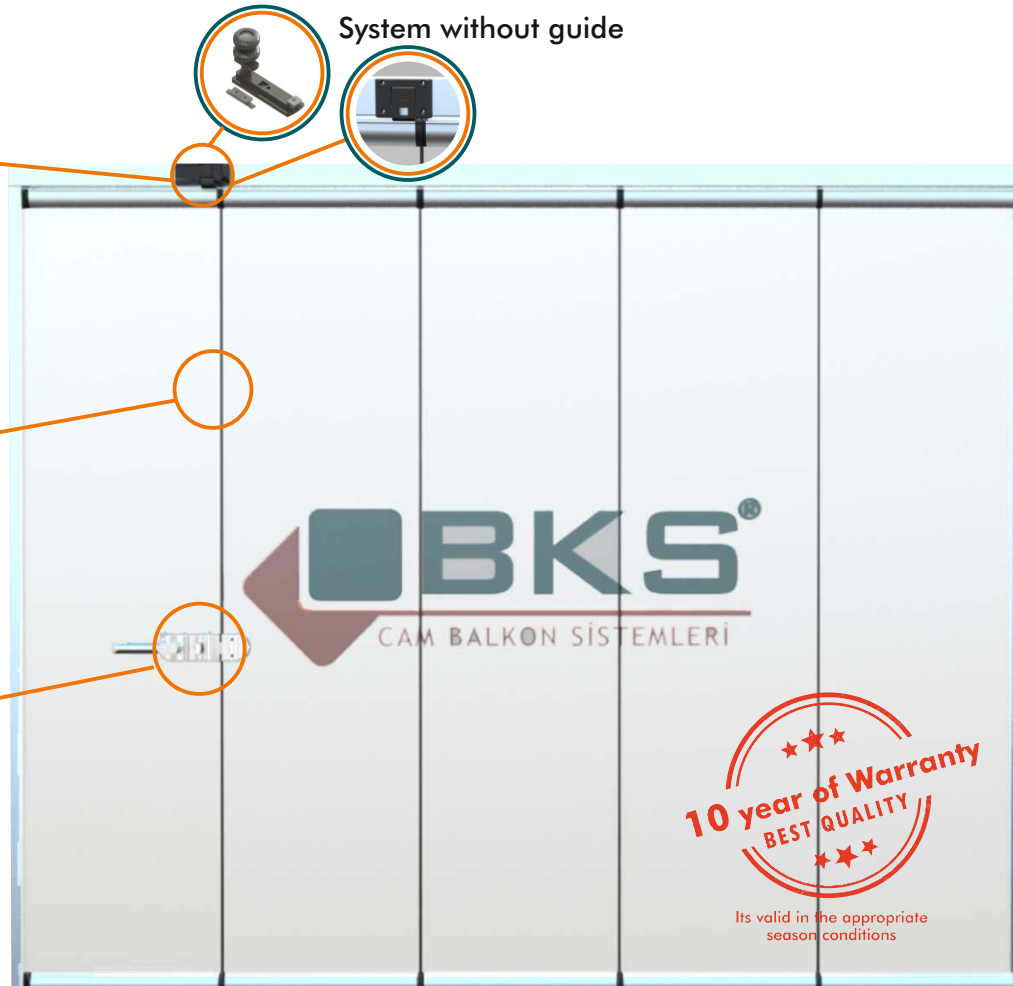 System without guide
BKS®
CAM BALKON SİSTEMLERİ
10 year of Warranty
BEST QUALITY
Its valid in the appropriate
season conditions